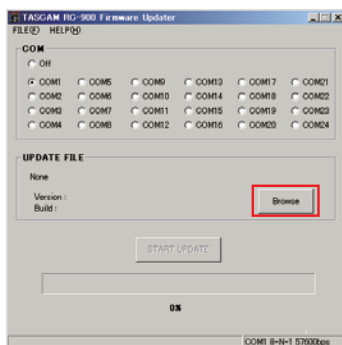 TASCAM RC-900 Firmware Updater
FILE(F) HELP(H)
COM
Off
COM1 COM5 COM9 COM13 COM17 COM21
COM2 COM6 COM10 COM14 COM18 COM22
COM3 COM7 COM11 COM15 COM19 COM23
COM4 COM8 COM12 COM16 COM20 COM24
UPDATE FILE
None
Version :
Build :
Browse
START UPDATE
0%
COM1 8-N-1 57600bps